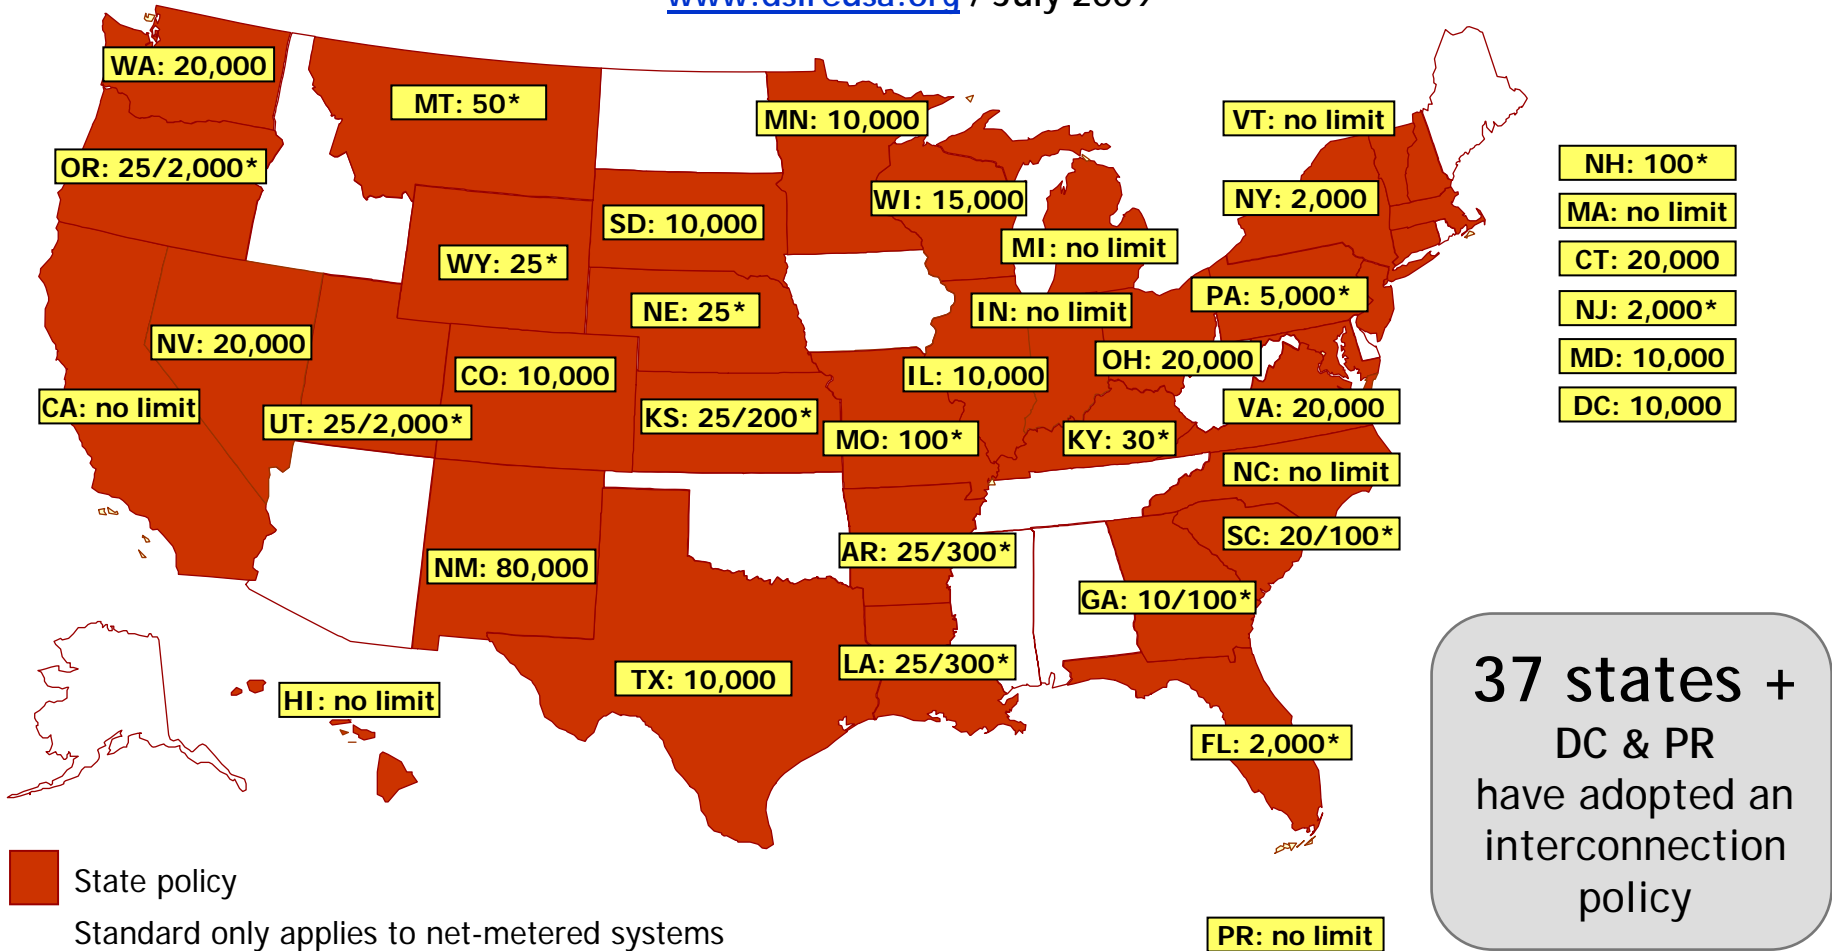 www.dsireusa.org / July 2009
WA: 20,000
MT: 50*
MN: 10,000
VT: no limit
OR: 25/2,000*
NH: 100*
WI: 15,000
NY: 2,000
MA: no limit
SD: 10,000
MI: no limit
WY: 25*
CT: 20,000
PA: 5,000*
NE: 25*
IN: no limit
NJ: 2,000*
NV: 20,000
OH: 20,000
MD: 10,000
CO: 10,000
IL: 10,000
CA: no limit
VA: 20,000
DC: 10,000
UT: 25/2,000*
KS: 25/200*
MO: 100*
KY: 30*
NC: no limit
SC: 20/100*
AR: 25/300*
NM: 80,000
GA: 10/100*
LA: 25/300*
TX: 10,000
HI: no limit
FL: 2,000*
37 states +
DC & PR
have adopted an
interconnection
policy
State policy
Standard only applies to net-metered systems
PR: no limit